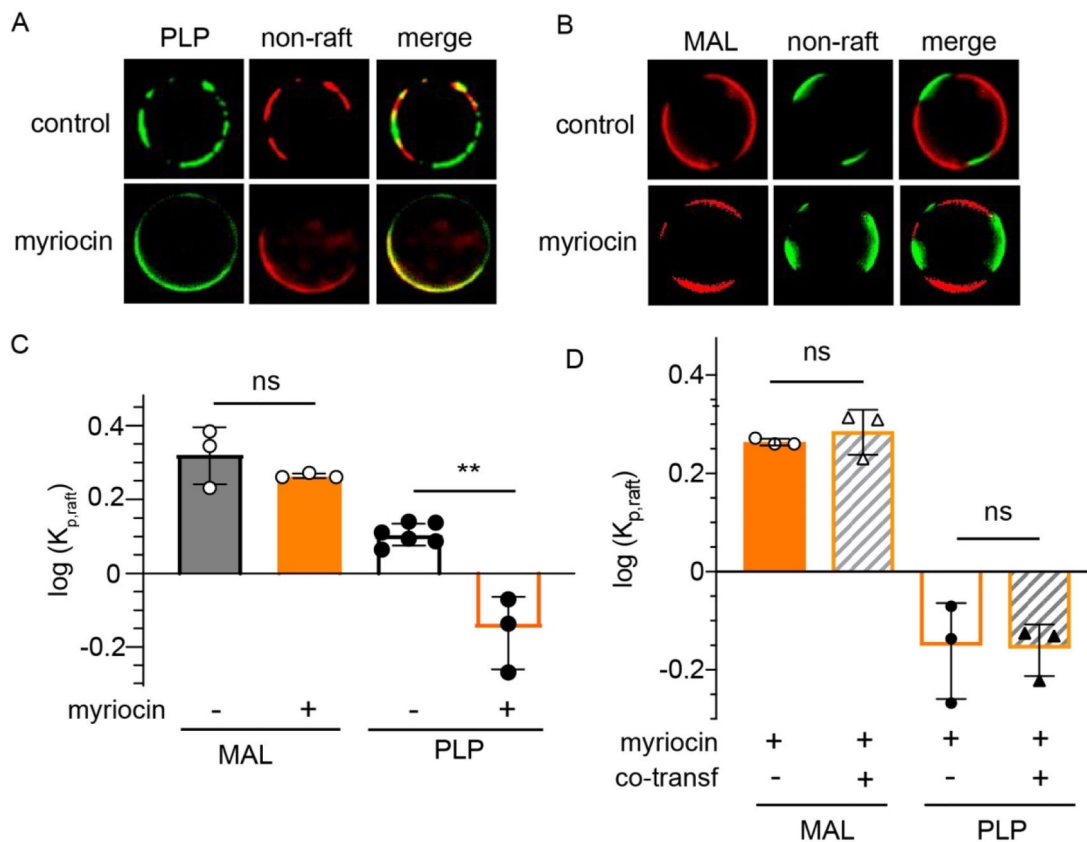 A
PLP non-raft merge
control
myriocin
B
MAL non-raft merge
control
myriocin
C
log (Kp,raft)
0.4
0.2
0
-0.2
ns
**
myriocin - + - +
MAL PLP
D
log (Kp,raft)
0.4
0.2
0
-0.2
ns
ns
myriocin + + + +
co-transf - + - +
MAL PLP